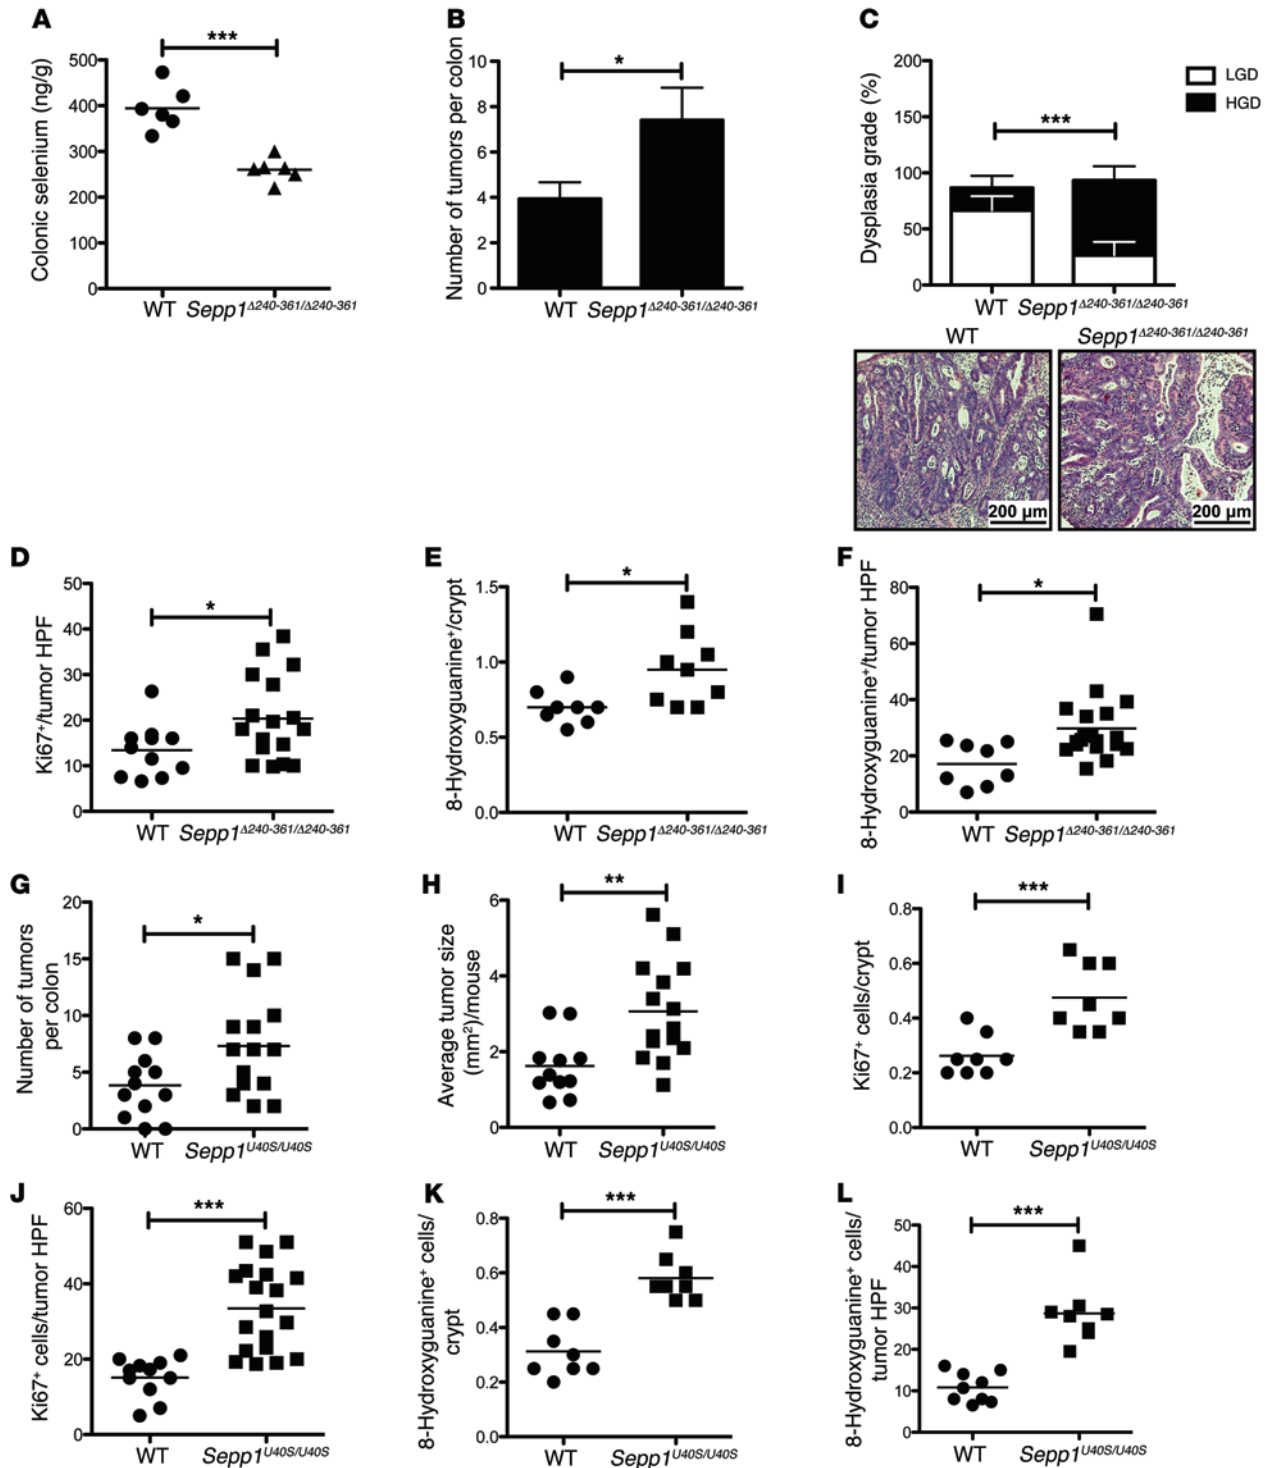 A
***
Colonic selenium (ng/g)
500
400
300
200
100
0
WT
Sepp1Δ240-361/Δ240-361
B
*
Number of tumors per colon
10
8
6
4
2
0
WT
Sepp1Δ240-361/Δ240-361
C
***
Dysplasia grade (%)
200
150
100
50
0
LGD
HGD
WT
Sepp1Δ240-361/Δ240-361
WT
Sepp1Δ240-361/Δ240-361
200 µm
200 µm
D
*
Ki67+/tumor HPF
50
40
30
20
10
0
WT
Sepp1Δ240-361/Δ240-361
E
*
8-Hydroxyguanine+/crypt
1.5
1.0
0.5
0.0
WT
Sepp1Δ240-361/Δ240-361
F
*
8-Hydroxyguanine+/tumor HPF
80
60
40
20
0
WT
Sepp1Δ240-361/Δ240-361
G
*
Number of tumors
per colon
20
15
10
5
0
WT
Sepp1U40S/U40S
H
**
Average tumor size
(mm2)/mouse
6
4
2
0
WT
Sepp1U40S/U40S
I
***
Ki67+ cells/crypt
0.8
0.6
0.4
0.2
0.0
WT
Sepp1U40S/U40S
J
***
Ki67+ cells/tumor HPF
60
40
20
0
WT
Sepp1U40S/U40S
K
***
8-Hydroxyguanine+ cells/
crypt
0.8
0.6
0.4
0.2
0.0
WT
Sepp1U40S/U40S
L
***
8-Hydroxyguanine+ cells/
tumor HPF
50
40
30
20
10
0
WT
Sepp1U40S/U40S